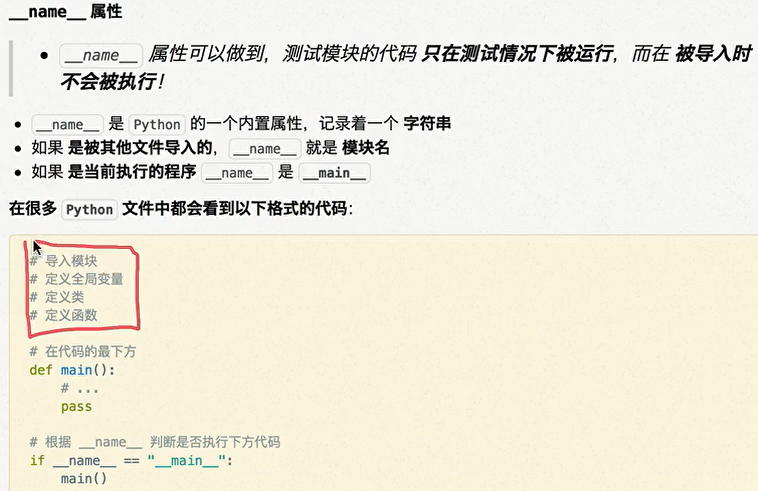 __name__ 属性
• __name__ 属性可以做到，测试模块的代码 只在测试情况下被运行，而在 被导入时
不会被执行！
• __name__ 是 Python 的一个内置属性，记录着一个 字符串
• 如果 是被其他文件导入的，__name__ 就是 模块名
• 如果 是当前执行的程序 __name__ 是 __main__
在很多 Python 文件中都会看到以下格式的代码：
# 导入模块
# 定义全局变量
# 定义类
# 定义函数
# 在代码的最下方
def main():
    # ...
    pass
# 根据 __name__ 判断是否执行下方代码
if __name__ == "__main__":
    main()